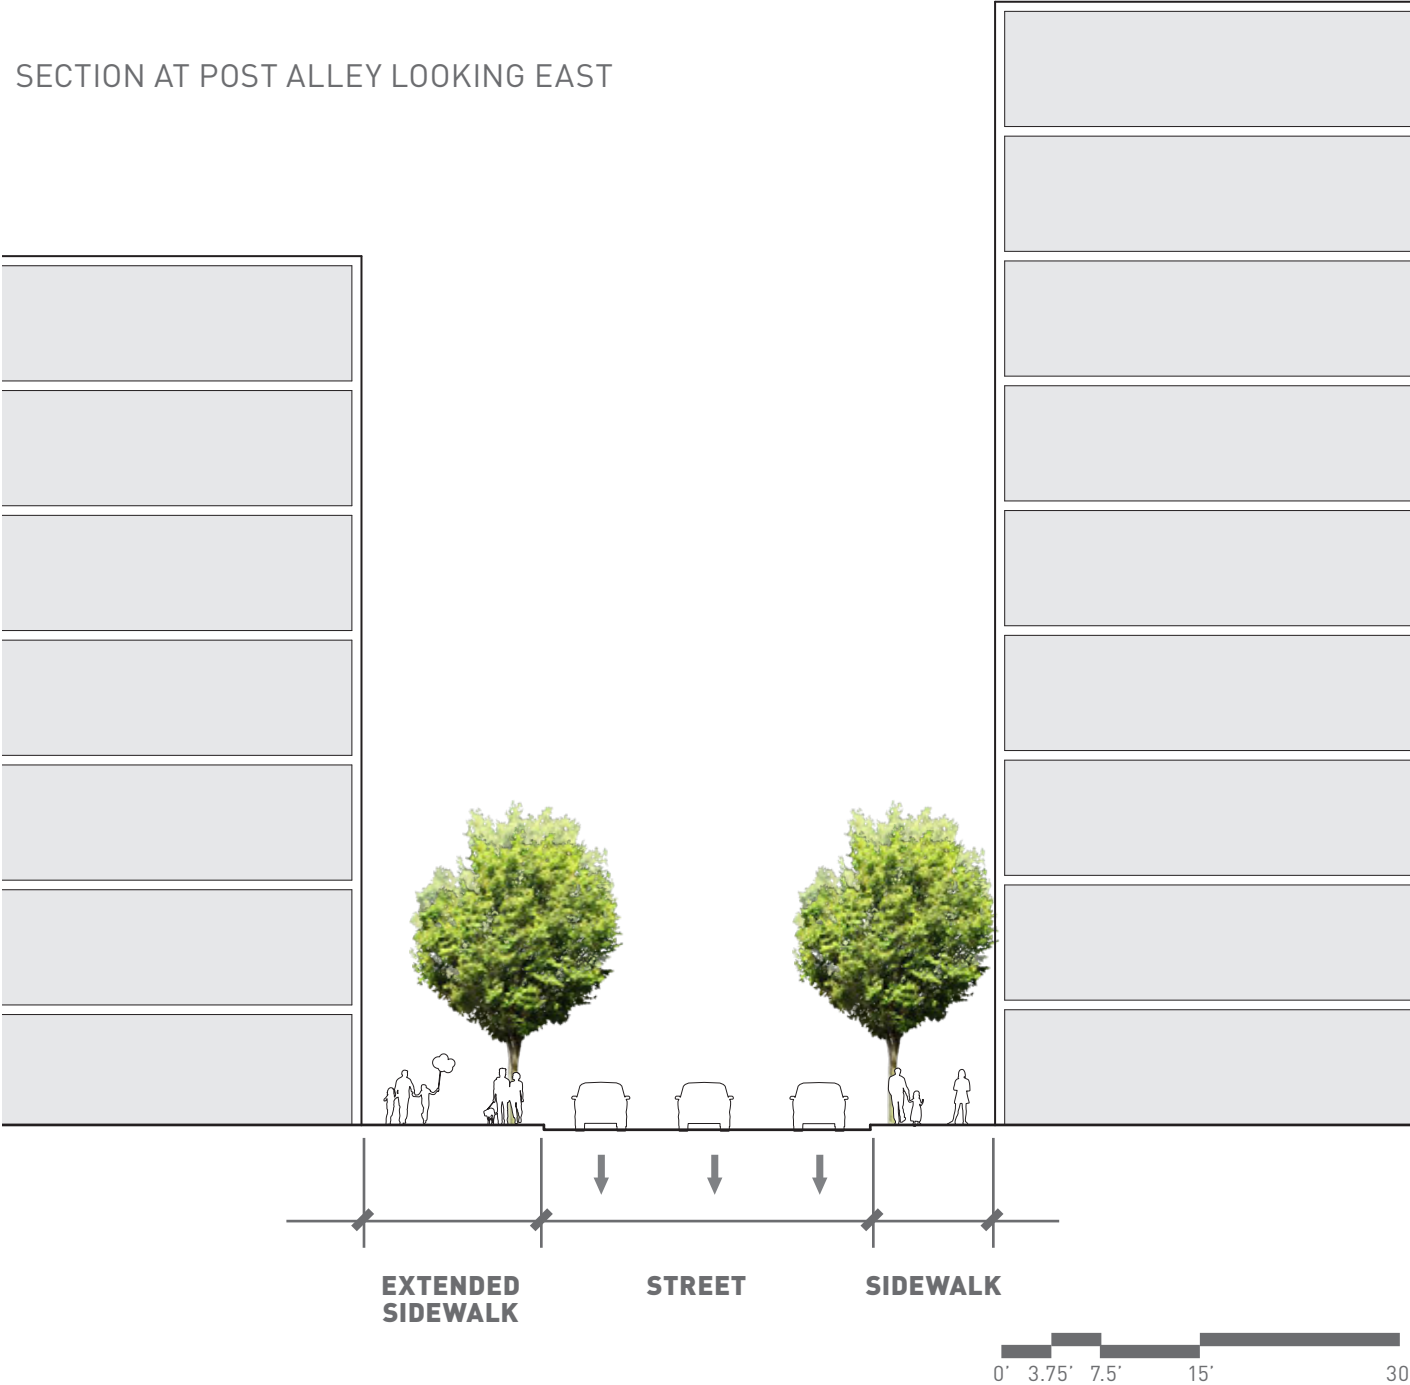 SECTION AT POST ALLEY LOOKING EAST
EXTENDED
SIDEWALK
STREET
SIDEWALK
0' 3.75' 7.5' 15' 30